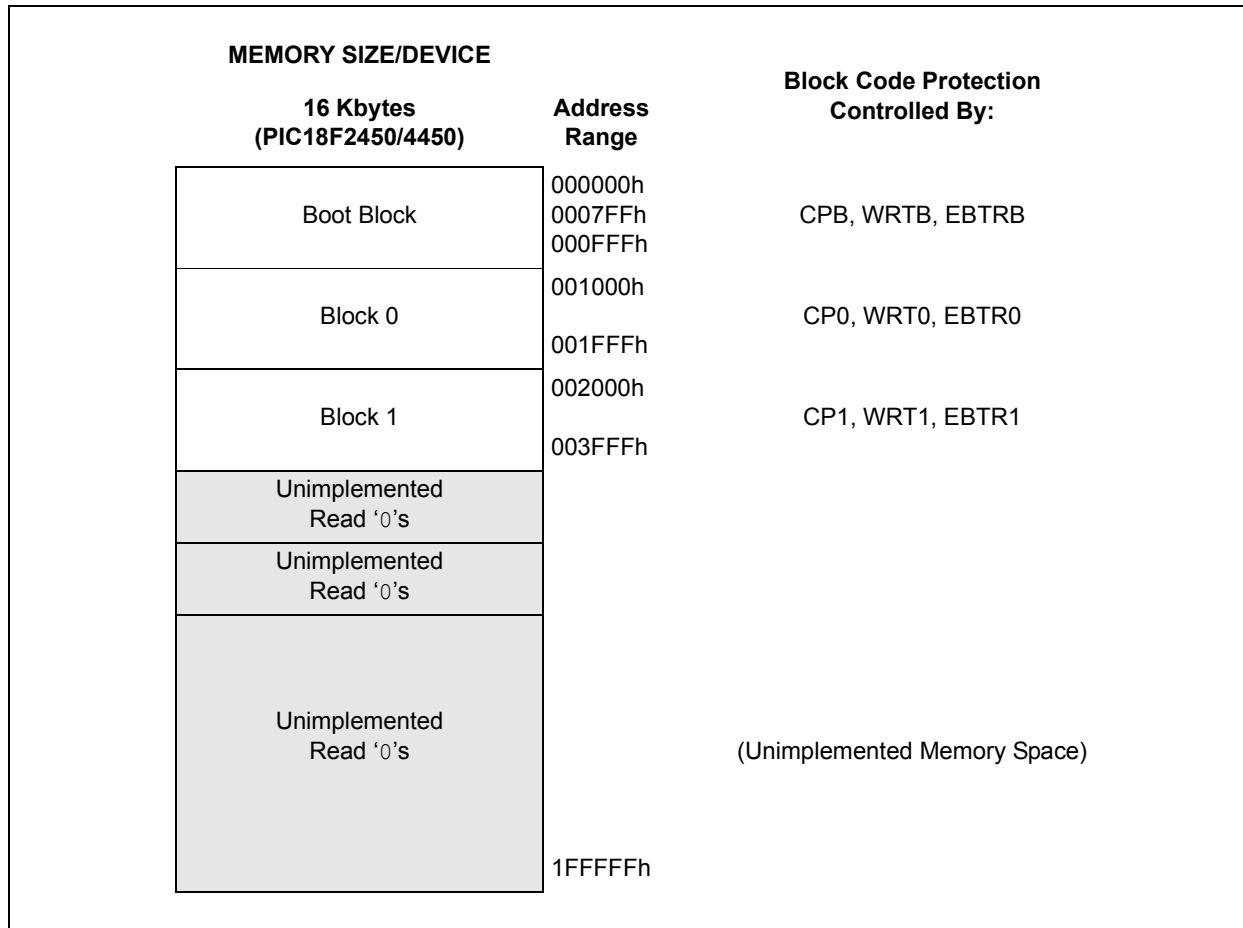 MEMORY SIZE/DEVICE
16 Kbytes
(PIC18F2450/4450)
Address
Range
Block Code Protection
Controlled By:
Boot Block
000000h
0007FFh
000FFFh
CPB, WRTB, EBTRB
Block 0
001000h
001FFFh
CP0, WRT0, EBTR0
Block 1
002000h
003FFFh
CP1, WRT1, EBTR1
Unimplemented
Read ‘0’s
Unimplemented
Read ‘0’s
Unimplemented
Read ‘0’s
(Unimplemented Memory Space)
1FFFFFh